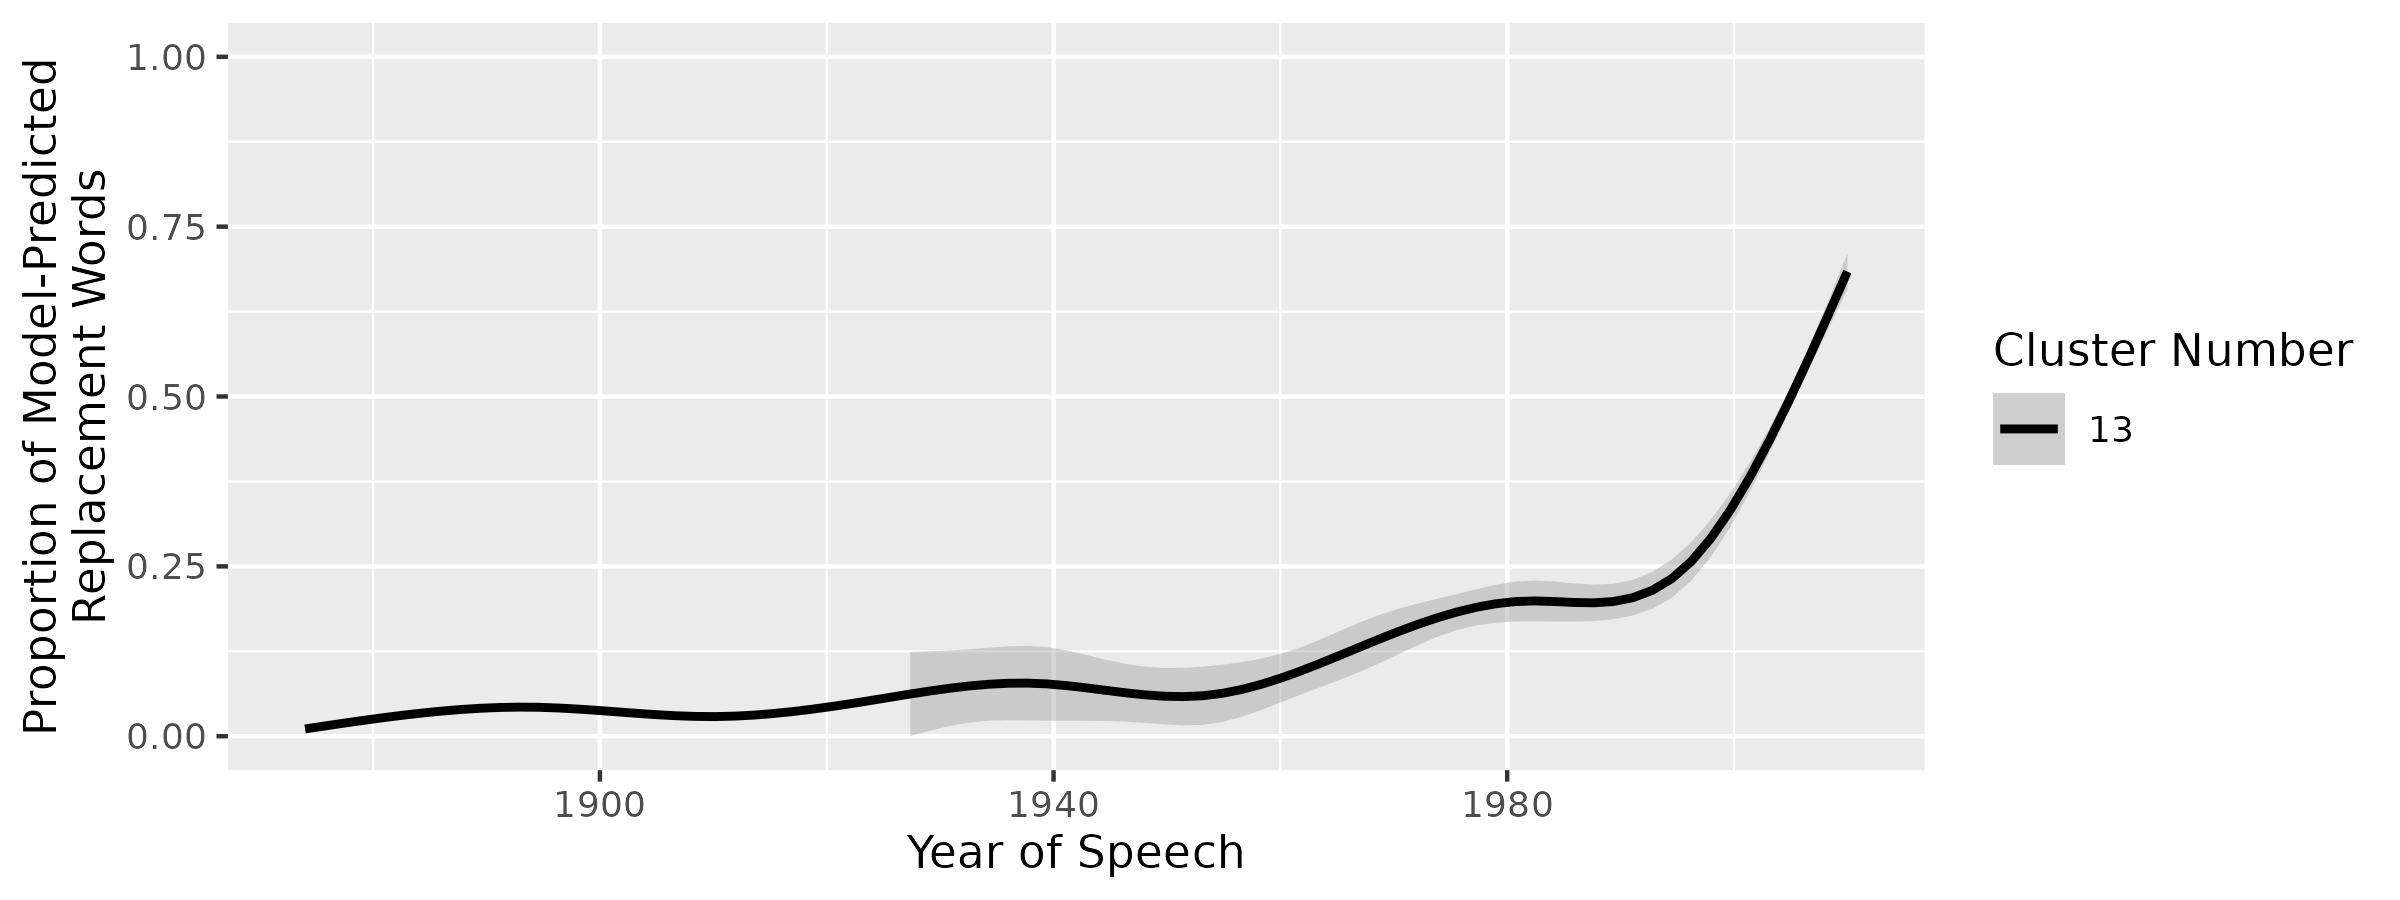 Proportion of Model-Predicted
Replacement Words
1.00
0.75
0.50
0.25
0.00
1900
1940
1980
Year of Speech
Cluster Number
13